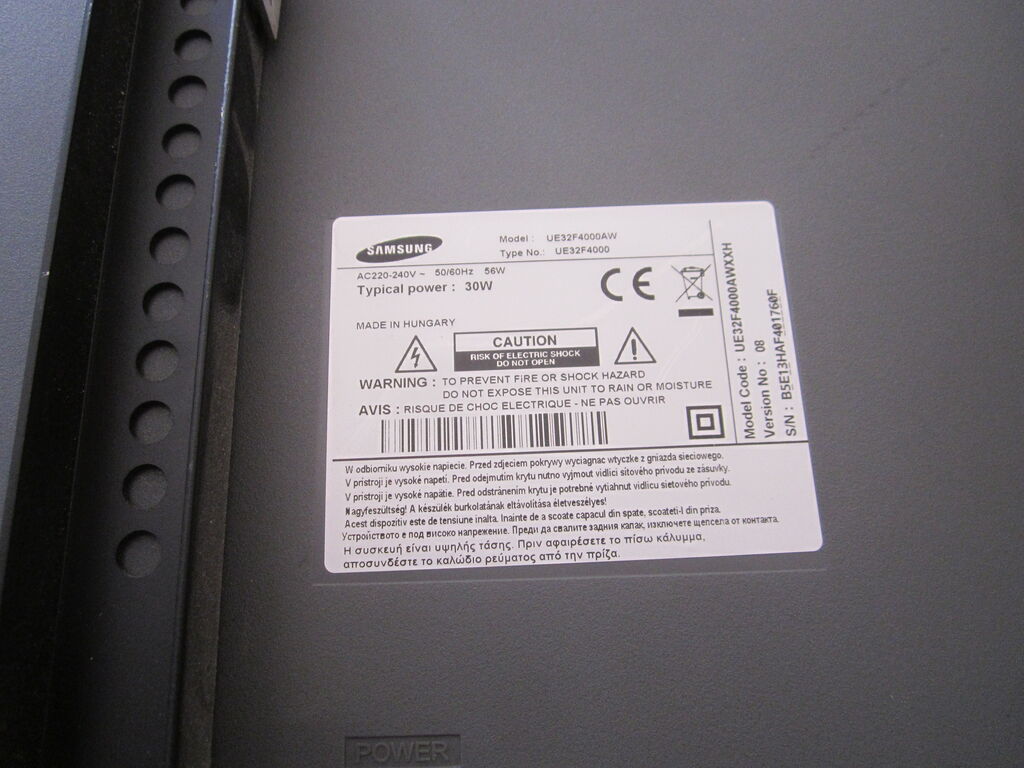 SAMSUNG
Model : UE32F4000AW
Type No.: UE32F4000
AC220-240V ~ 50/60Hz 56W
Typical power : 30W
CE
MADE IN HUNGARY
CAUTION
RISK OF ELECTRIC SHOCK
DO NOT OPEN
WARNING : TO PREVENT FIRE OR SHOCK HAZARD
DO NOT EXPOSE THIS UNIT TO RAIN OR MOISTURE
AVIS : RISQUE DE CHOC ELECTRIQUE - NE PAS OUVRIR
Model Code : UE32F4000AWXXH
Version No : 08
S/N : B5E13HAF401760F
W odbiorniku wysokie napiecie. Przed zdjeciem pokrywy wyciagnac wtyczke z gniazda sieciowego.
V pristroji je vysoké napeti. Pred odejmutim krytu nutno vyjmout vidlici sitového privodu ze zásuvky.
V pristroji je vysoké napätie. Pred odstránením krytu je potrebné vytiahnut vidlicu sietového privodu.
Nagyfeszültség! A készülék burkolatának eltávolítása életveszélyes!
Acest dispozitiv este de tensiune inalta. Inainte de a scoate capacul din spate, scoateti-l din priza.
Устройството е под високо напрежение. Преди да свалите задния капак, изключете щепсела от контакта.
Η συσκευή είναι υψηλής τάσης. Πριν αφαιρέσετε το πίσω κάλυμμα,
αποσυνδέστε το καλώδιο ρεύματος από την πρίζα.
POWER